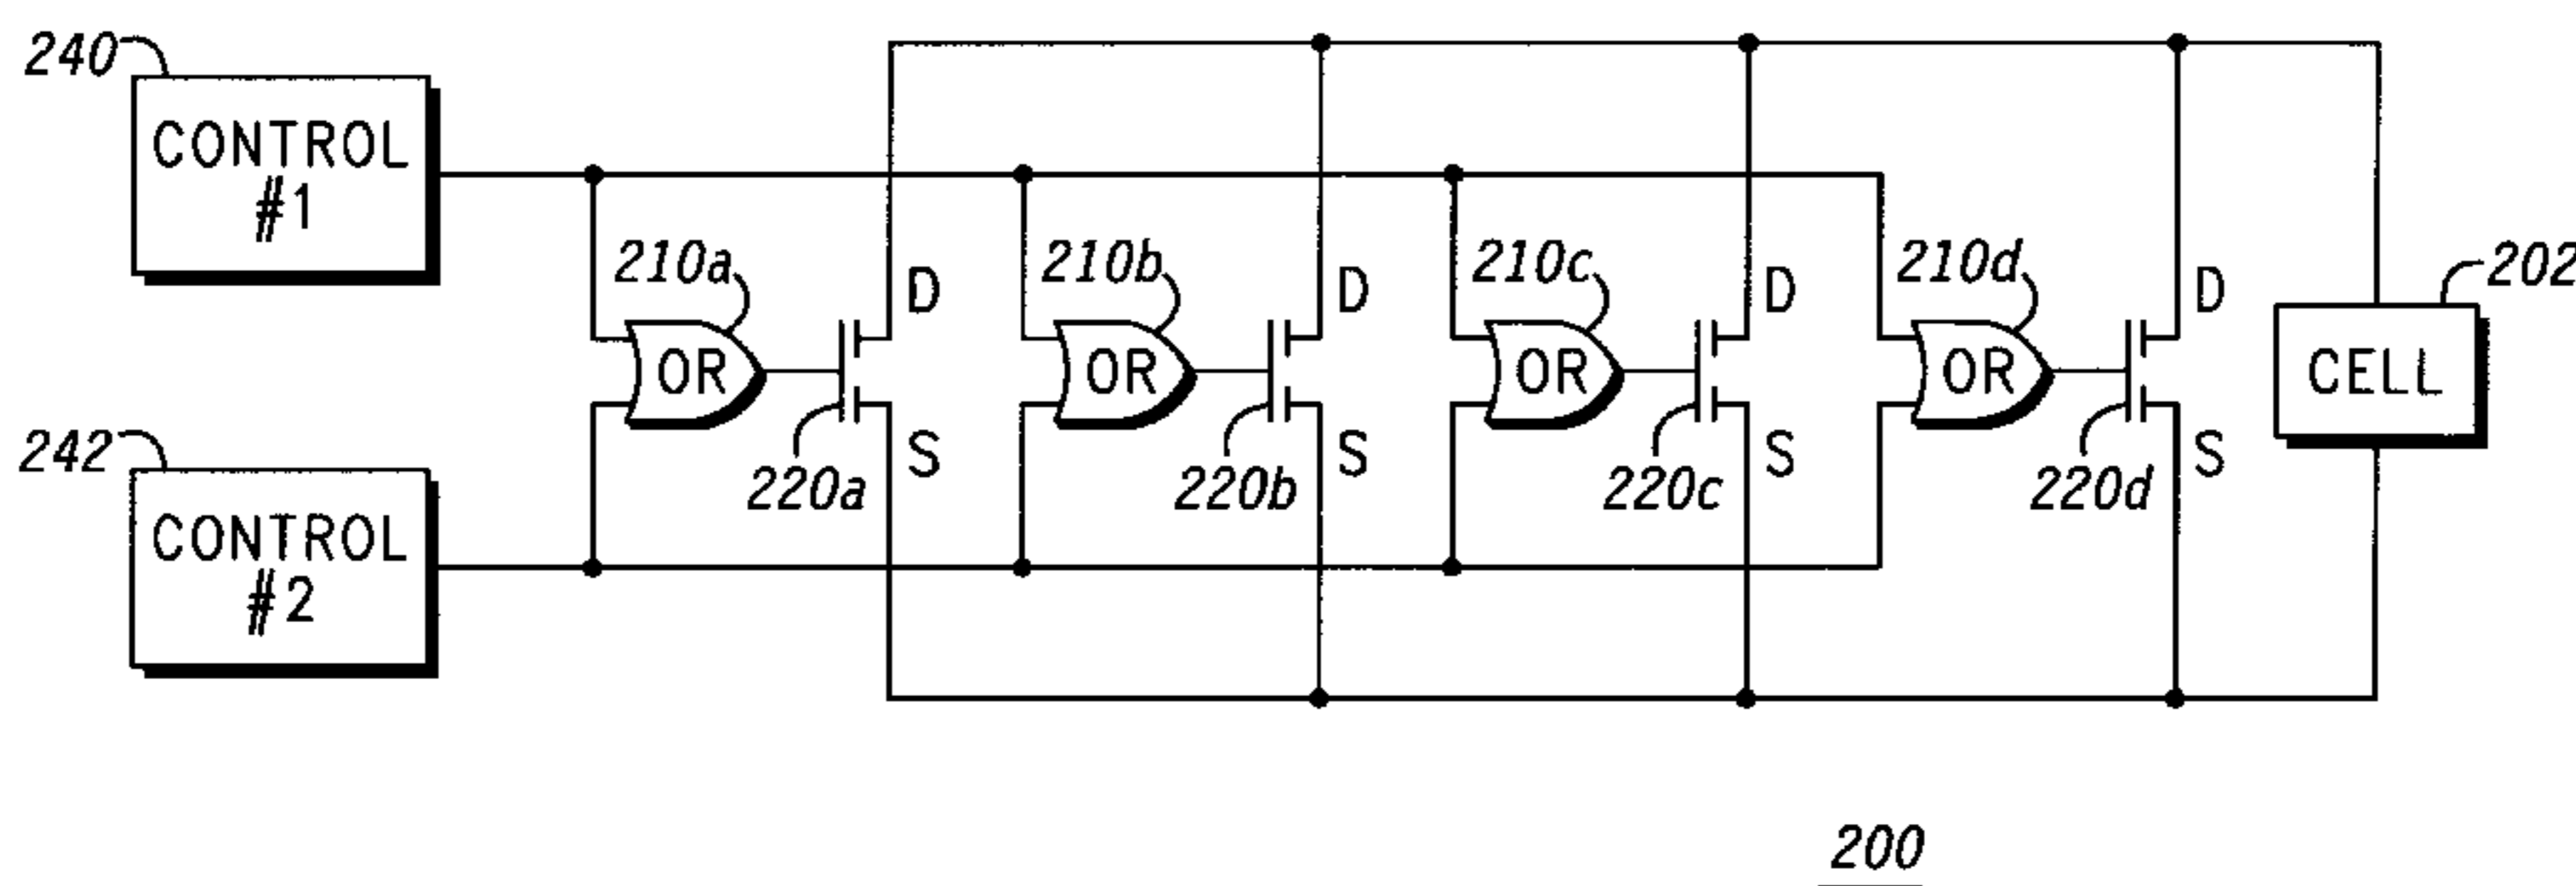 240
CONTROL
#1
210a
D
210b
D
210c
D
210d
D
202
OR
OR
OR
OR
CELL
242
CONTROL
#2
220a
S
220b
S
220c
S
220d
S
200